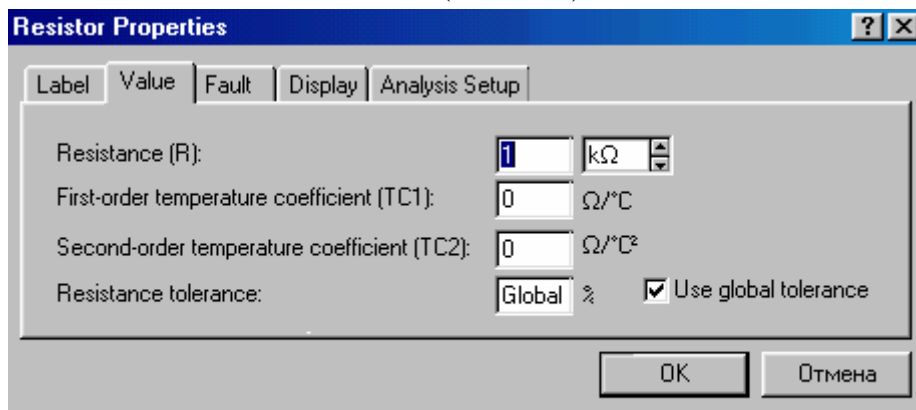 Resistor Properties ? ×
Label Value Fault Display Analysis Setup
Resistance (R): 1 kΩ
First-order temperature coefficient (TC1): 0 Ω/°C
Second-order temperature coefficient (TC2): 0 Ω/°C²
Resistance tolerance: Global % Use global tolerance
OK Отмена